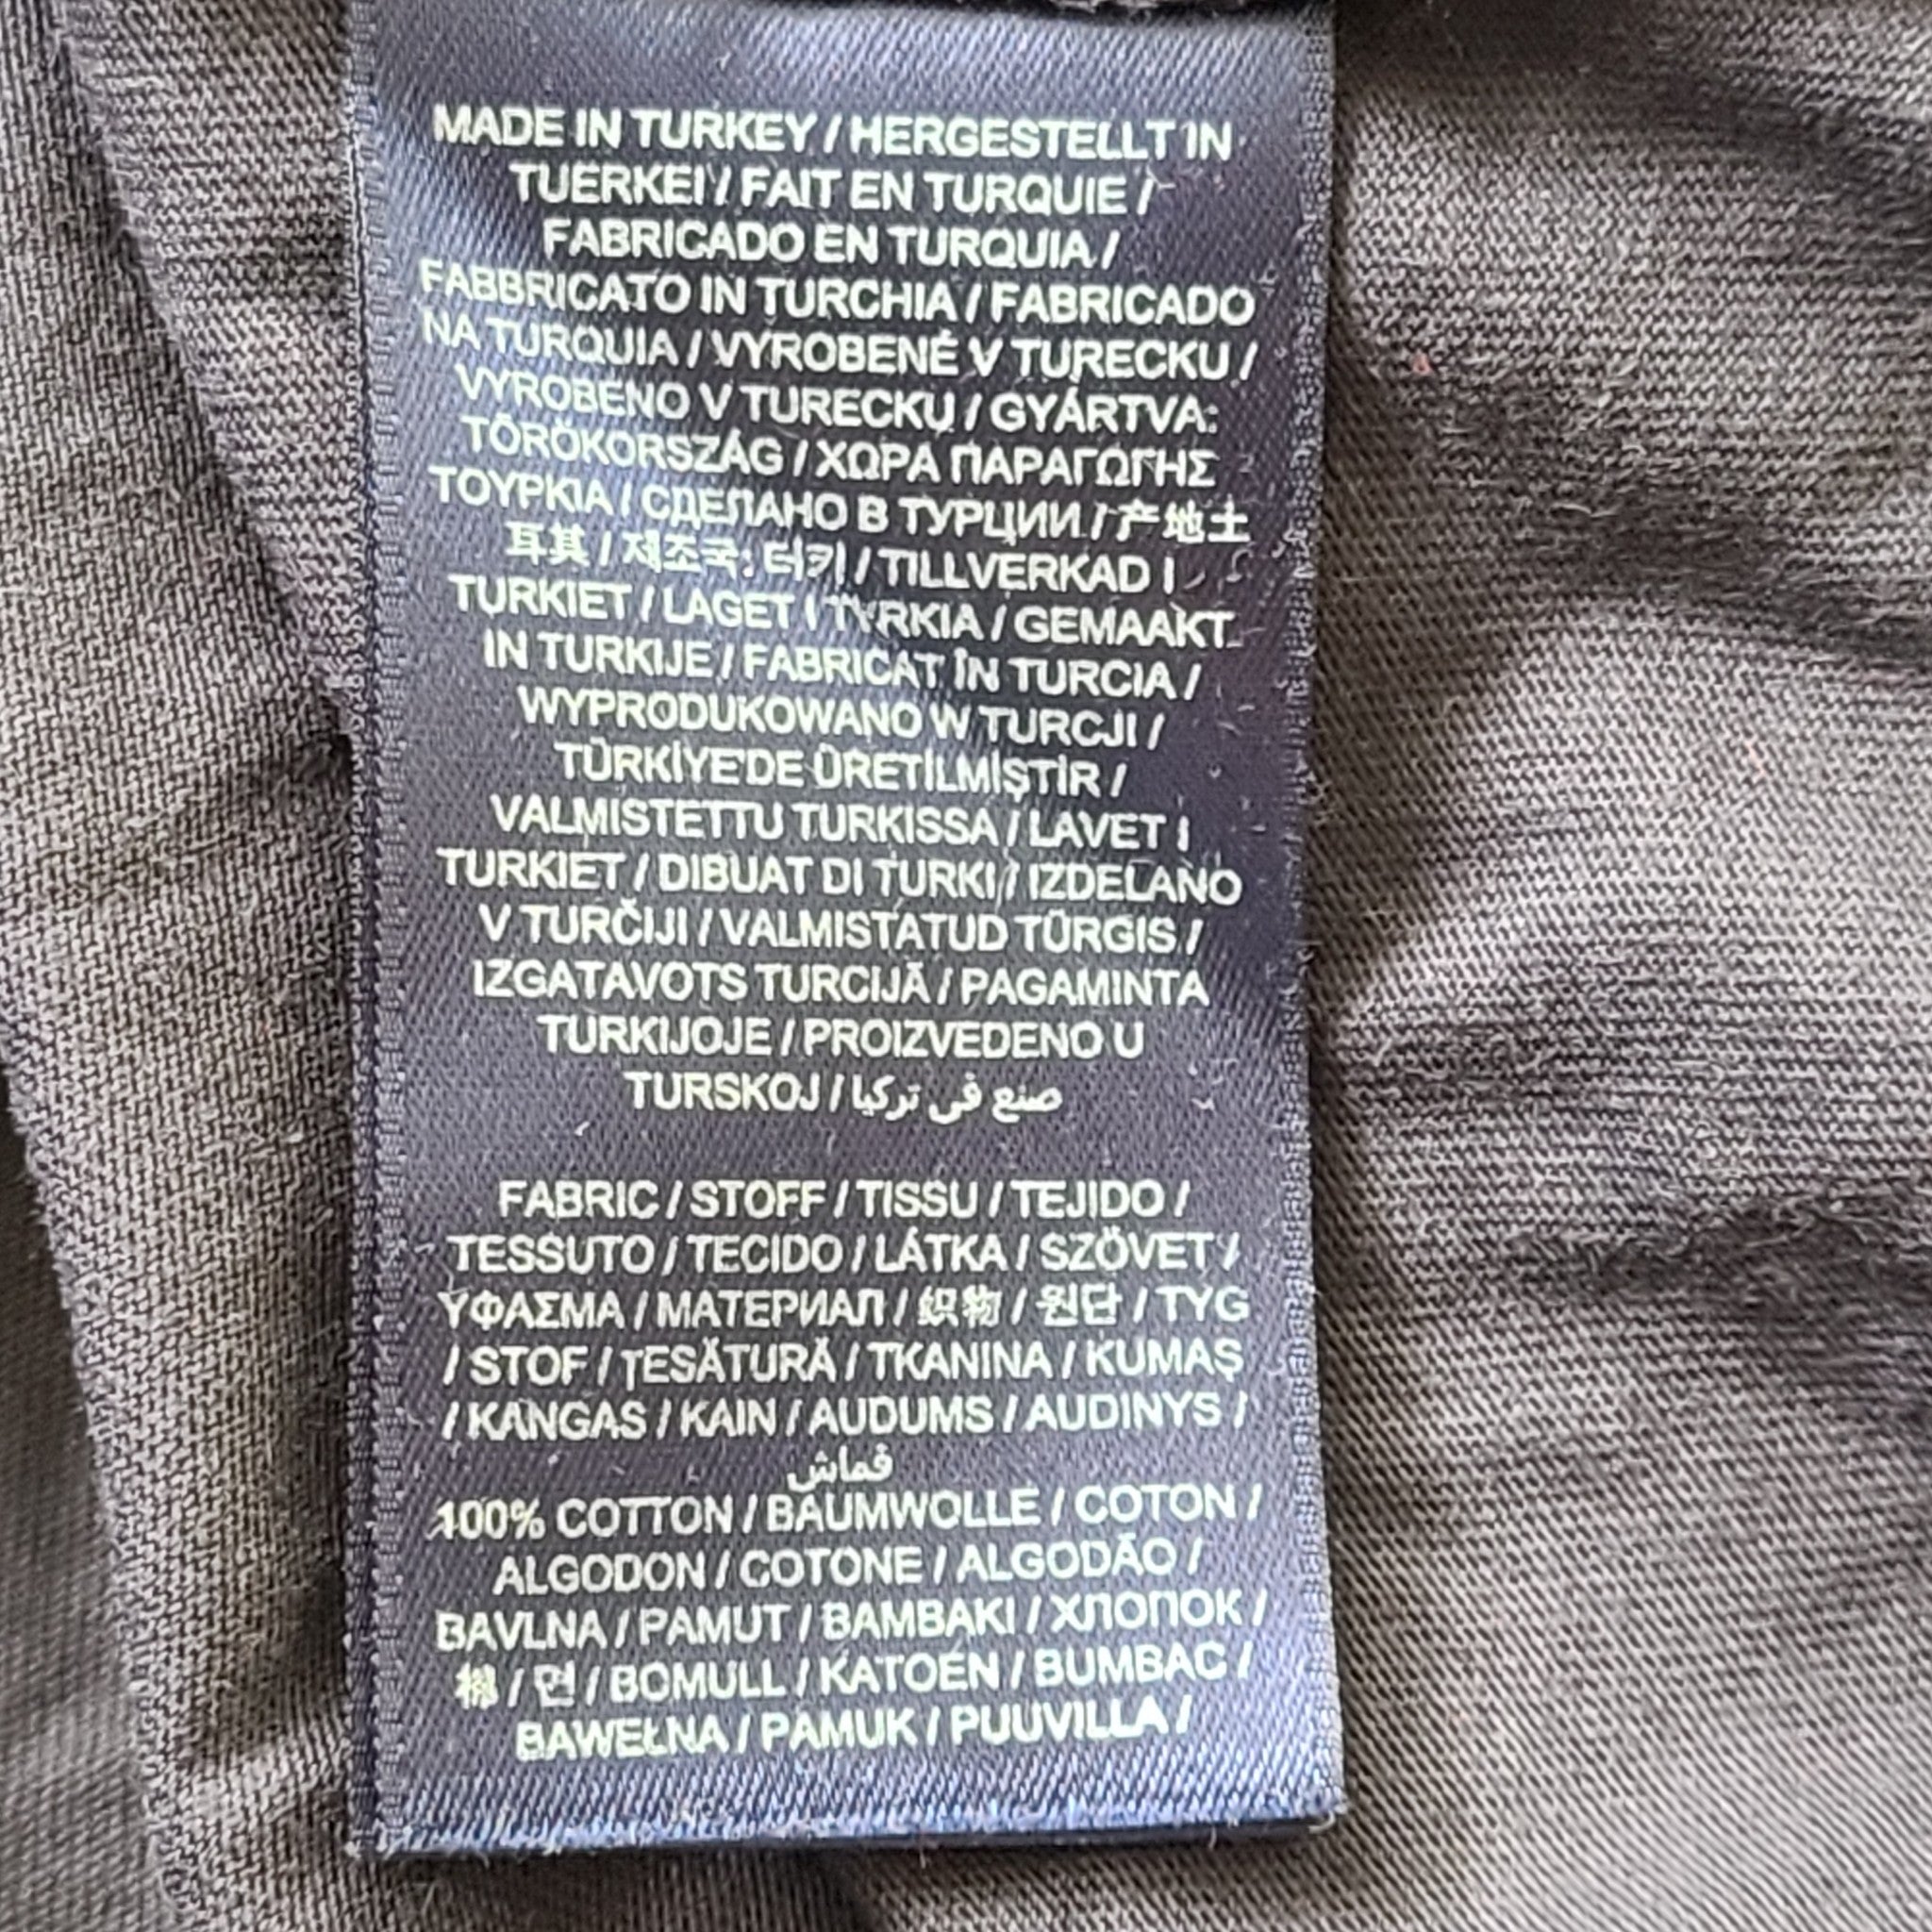 MADE IN TURKEY / HERGESTELLT IN
TUERKEI / FAIT EN TURQUIE /
FABRICADO EN TURQUIA /
FABBRICATO IN TURCHIA / FABRICADO
NA TURQUIA / VYROBENÉ V TURECKU /
VYROBENO V TURECKU / GYÁRTVA:
TÖRÖKORSZÁG / ΧΩΡΑ ΠΑΡΑΓΩΓΗΣ
ΤΟΥΡΚΙΑ / СДЕЛАНО В ТУРЦИИ / 产地土
耳其 / 제조국: 터키 / TILLVERKAD I
TURKIET / LAGET I TYRKIA / GEMAAKT
IN TURKIJE / FABRICAT ÎN TURCIA /
WYPRODUKOWANO W TURCJI /
TÜRKİYE'DE ÜRETİLMİŞTİR /
VALMISTETTU TURKISSA / LAVET I
TURKIET / DIBUAT DI TURKI / IZDELANO
V TURČIJI / VALMISTATUD TÜRGIS /
IZGATAVOTS TURCIJĀ / PAGAMINTA
TURKIJOJE / PROIZVEDENO U
TURSKOJ / صنع في تركيا
FABRIC / STOFF / TISSU / TEJIDO /
TESSUTO / TECIDO / LÁTKA / SZÖVET /
ΥΦΑΣΜΑ / МАТЕРИАЛ / 织物 / 원단 / TYG
/ STOF / ȚESĂTURĂ / TKANINA / KUMAŞ
/ KANGAS / KAIN / AUDUMS / AUDINYS /
قماش
100% COTTON / BAUMWOLLE / COTON /
ALGODON / COTONE / ALGODÃO /
BAVLNA / PAMUT / BAMBAKI / ХЛОПОК /
棉 / 면 / BOMULL / KATOEN / BUMBAC /
BAWEŁNA / PAMUK / PUUVILLA /